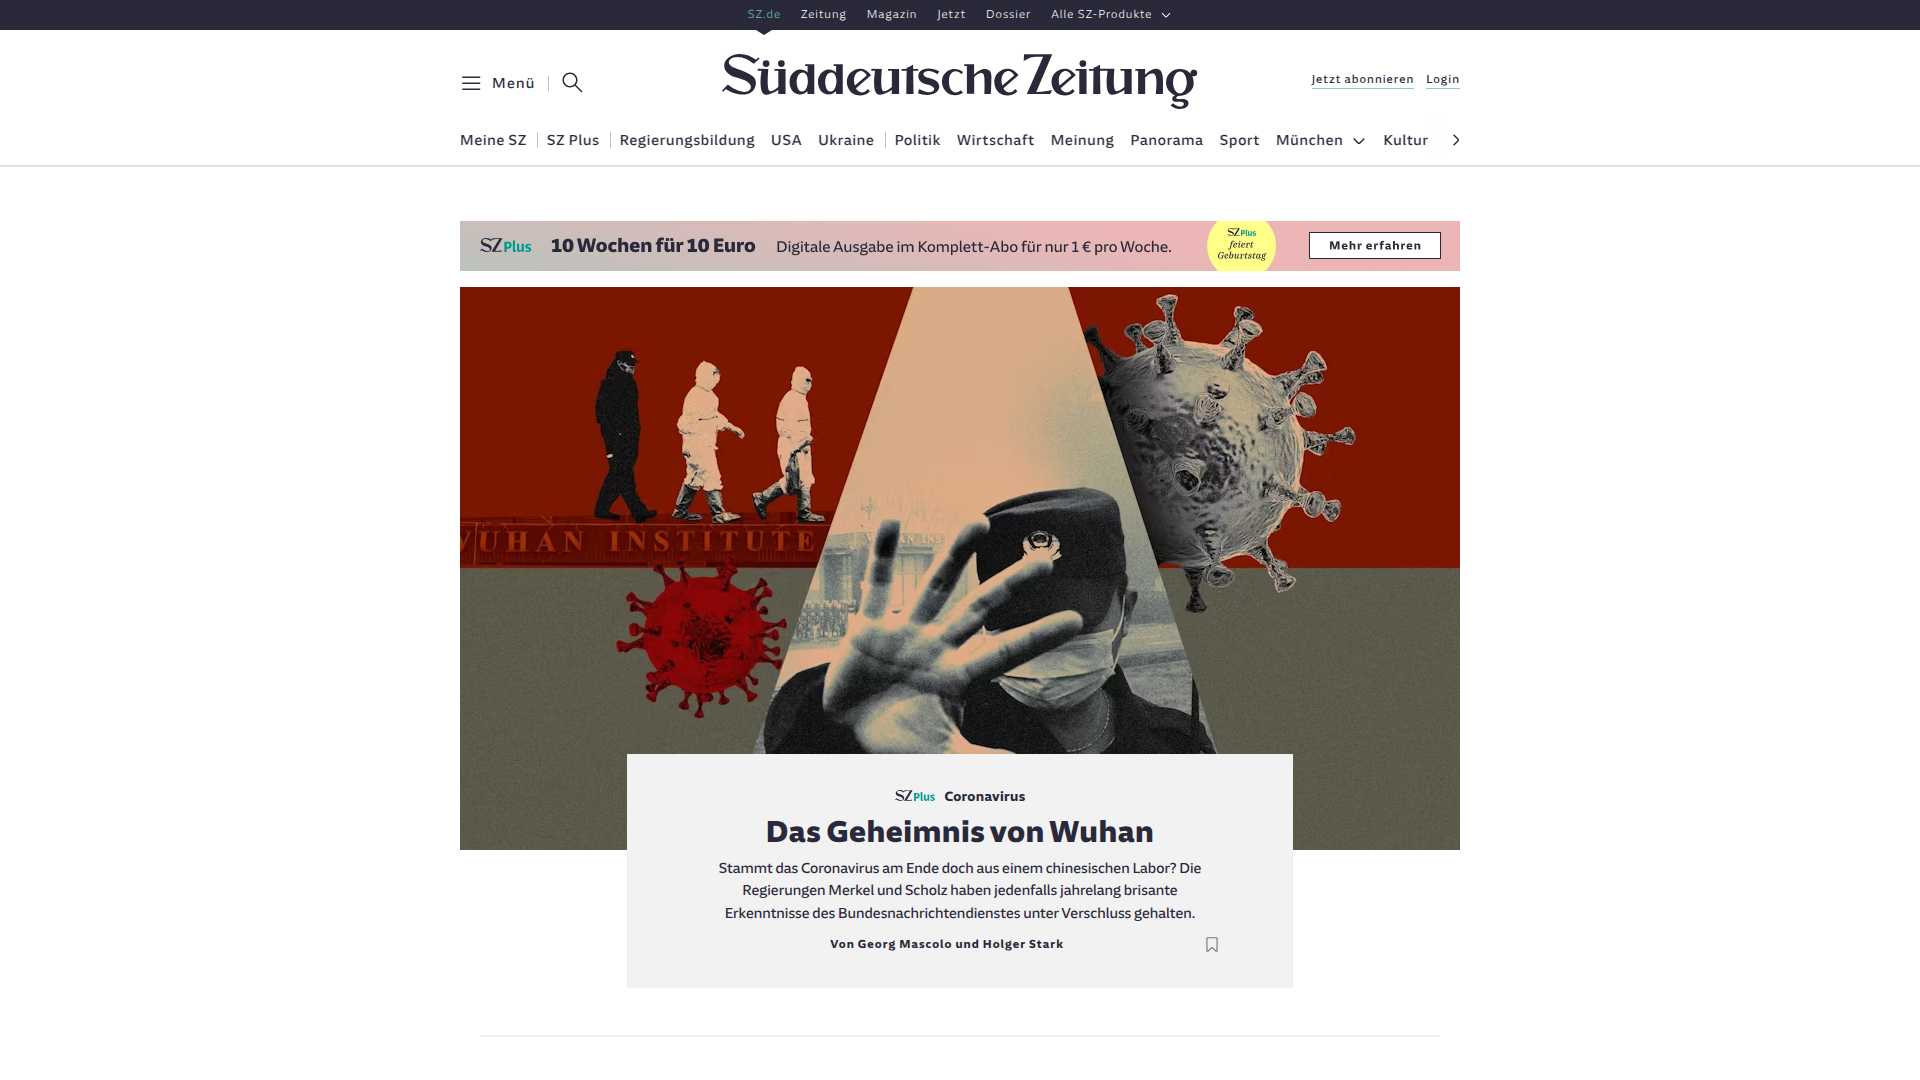 SZ.de Zeitung Magazin Jetzt Dossier Alle SZ-Produkte
Menü
Süddeutsche Zeitung
Jetzt abonnieren Login
Meine SZ SZ Plus Regierungsbildung USA Ukraine Politik Wirtschaft Meinung Panorama Sport München Kultur
SZ Plus 10 Wochen für 10 Euro Digitale Ausgabe im Komplett-Abo für nur 1 € pro Woche.
SZ Plus
feiert
Geburtstag
Mehr erfahren
WUHAN INSTITUTE
SZ Plus Coronavirus
Das Geheimnis von Wuhan
Stammt das Coronavirus am Ende doch aus einem chinesischen Labor? Die
Regierungen Merkel und Scholz haben jedenfalls jahrelang brisante
Erkenntnisse des Bundesnachrichtendienstes unter Verschluss gehalten.
Von Georg Mascolo und Holger Stark